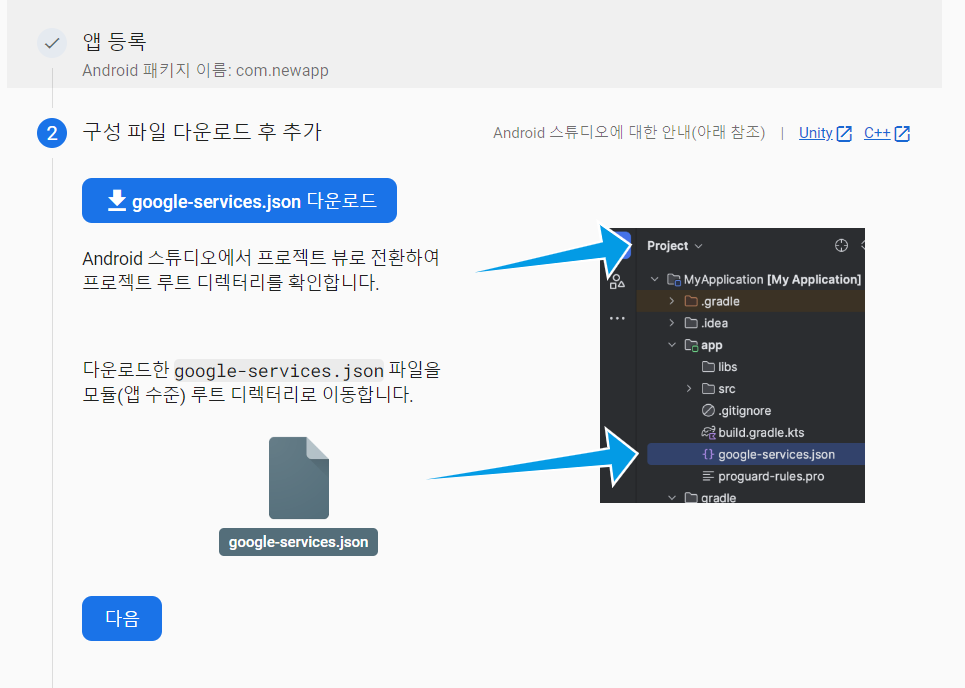 앱 등록
Android 패키지 이름: com.newapp
2 구성 파일 다운로드 후 추가
Android 스튜디오에 대한 안내(아래 참조) | Unity C++
google-services.json 다운로드
Android 스튜디오에서 프로젝트 뷰로 전환하여
프로젝트 루트 디렉터리를 확인합니다.
다운로드한 google-services.json 파일을
모듈(앱 수준) 루트 디렉터리로 이동합니다.
google-services.json
Project
MyApplication [My Application]
.gradle
.idea
app
libs
src
.gitignore
build.gradle.kts
{} google-services.json
proguard-rules.pro
gradle
다음